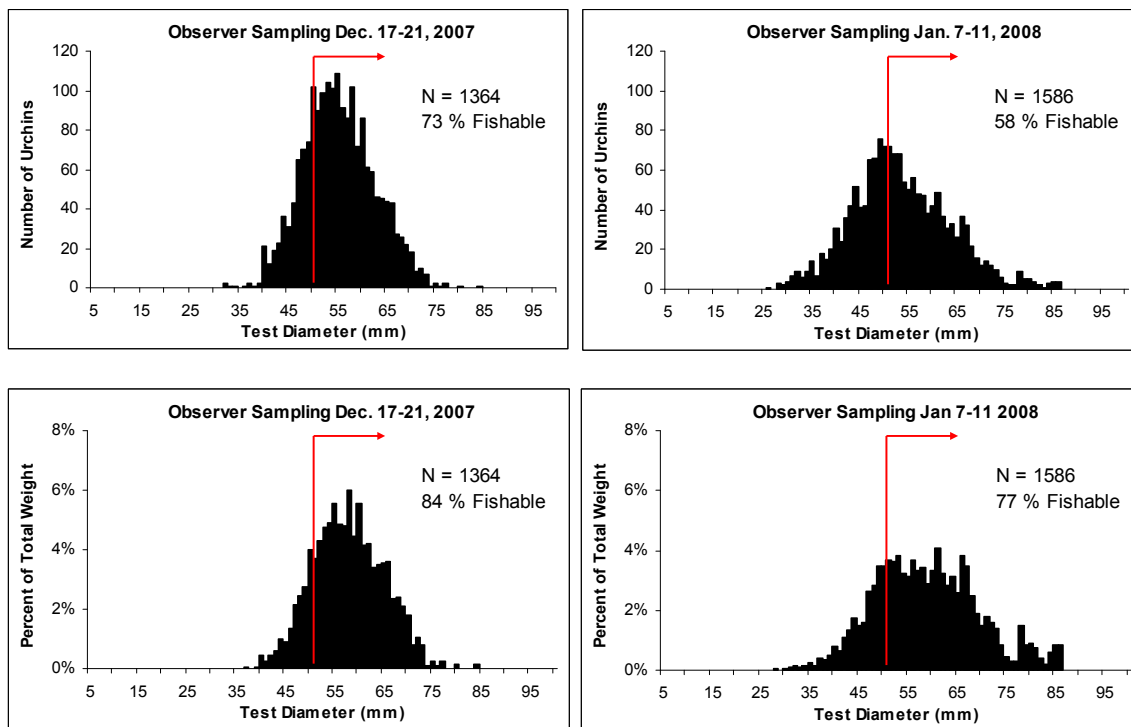 Observer Sampling Dec. 17-21, 2007
120
100
80
60
40
20
0
Number of Urchins
N = 1364
73 % Fishable
5 15 25 35 45 55 65 75 85 95
Test Diameter (mm)
Observer Sampling Jan. 7-11, 2008
120
100
80
60
40
20
0
Number of Urchins
N = 1586
58 % Fishable
5 15 25 35 45 55 65 75 85 95
Test Diameter (mm)
Observer Sampling Dec. 17-21, 2007
8%
6%
4%
2%
0%
Percent of Total Weight
N = 1364
84 % Fishable
5 15 25 35 45 55 65 75 85 95
Test Diameter (mm)
Observer Sampling Jan 7-11 2008
8%
6%
4%
2%
0%
Percent of Total Weight
N = 1586
77 % Fishable
5 15 25 35 45 55 65 75 85 95
Test Diameter (mm)